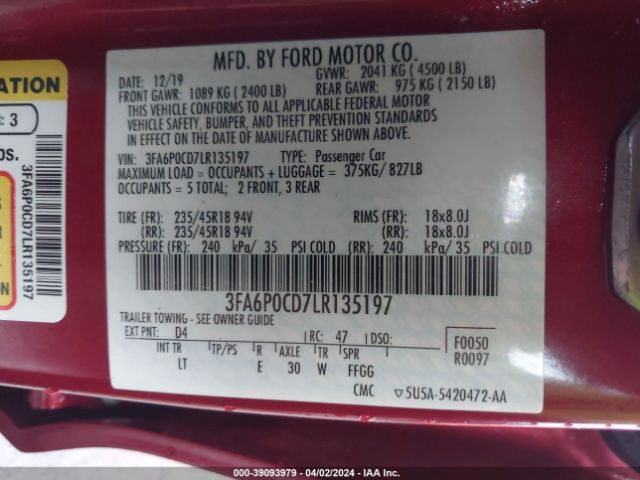 MFD. BY FORD MOTOR CO.
DATE: 12/19 GVWR: 2041 KG ( 4500 LB)
FRONT GAWR: 1089 KG ( 2400 LB) REAR GAWR: 975 KG ( 2150 LB)
THIS VEHICLE CONFORMS TO ALL APPLICABLE FEDERAL MOTOR
VEHICLE SAFETY, BUMPER, AND THEFT PREVENTION STANDARDS
IN EFFECT ON THE DATE OF MANUFACTURE SHOWN ABOVE.
VIN: 3FA6P0CD7LR135197 TYPE: Passenger Car
MAXIMUM LOAD = OCCUPANTS + LUGGAGE = 375KG/ 827LB
OCCUPANTS = 5 TOTAL; 2 FRONT, 3 REAR
TIRE (FR): 235/45R18 94V RIMS (FR): 18x8.0J
(RR): 235/45R18 94V (RR): 18x8.0J
PRESSURE (FR): 240 kPa/ 35 PSI COLD (RR): 240 kPa/ 35 PSI COLD
3FA6P0CD7LR135197
TRAILER TOWING - SEE OWNER GUIDE
EXT PNT: D4 RC: 47 DSO: F0050
INT TR TP/PS R AXLE TR SPR R0097
LT E 30 W FFGG
CMC 5U5A-5420472-AA
ATION
: 3
OS.
3FA6P0CD7LR135197
000-39093979 - 04/02/2024 - IAA Inc.